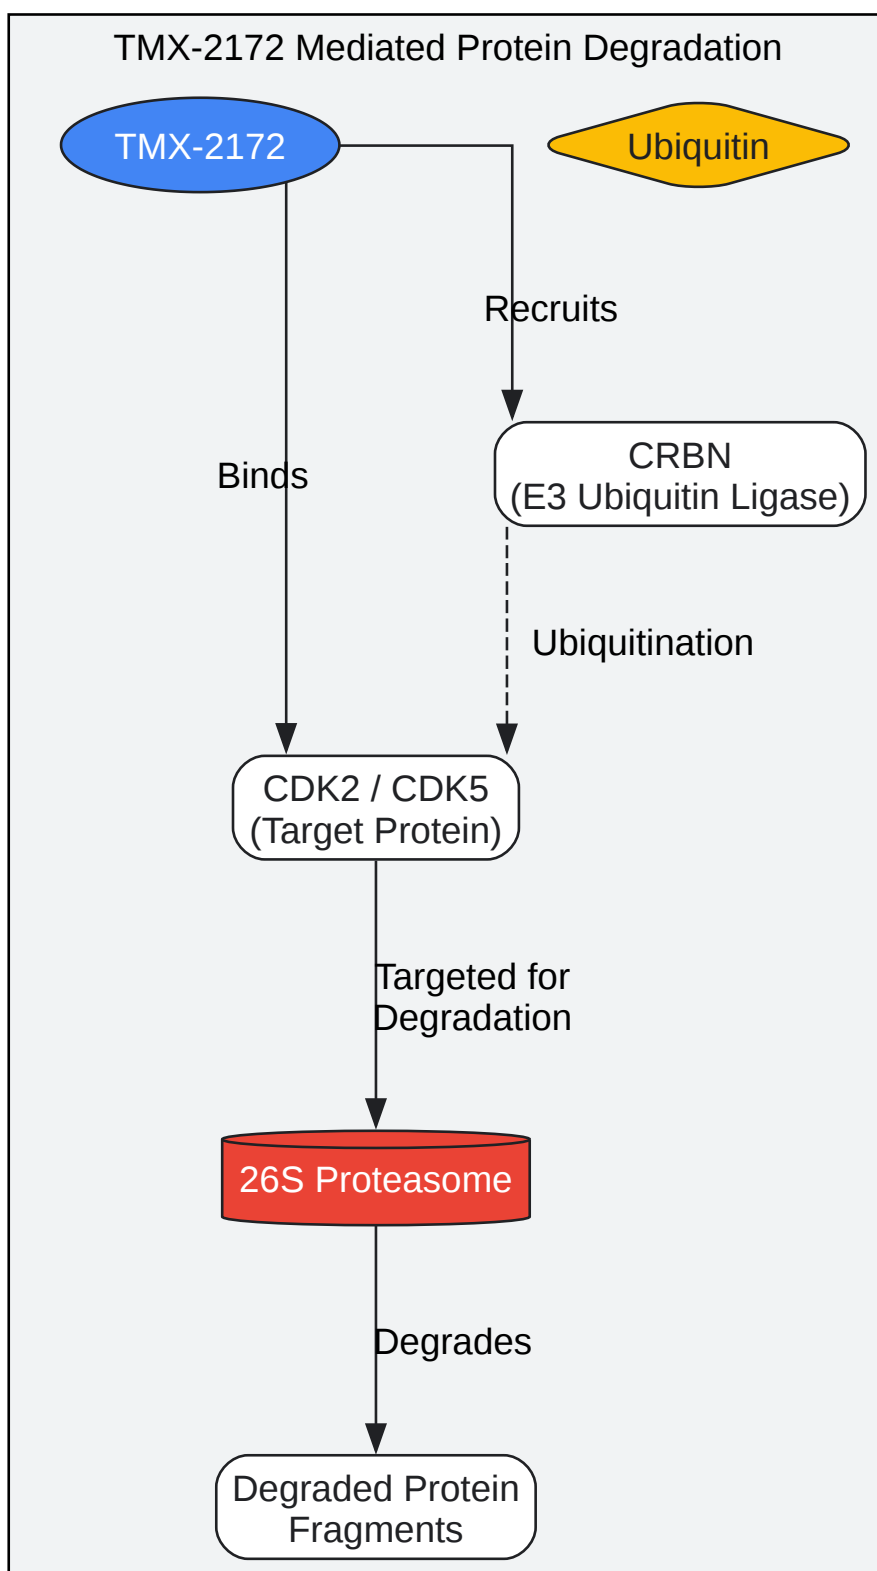 TMX-2172 Mediated Protein Degradation
TMX-2172
Ubiquitin
Recruits
CRBN
(E3 Ubiquitin Ligase)
Binds
Ubiquitination
CDK2 / CDK5
(Target Protein)
Targeted for
Degradation
26S Proteasome
Degrades
Degraded Protein
Fragments